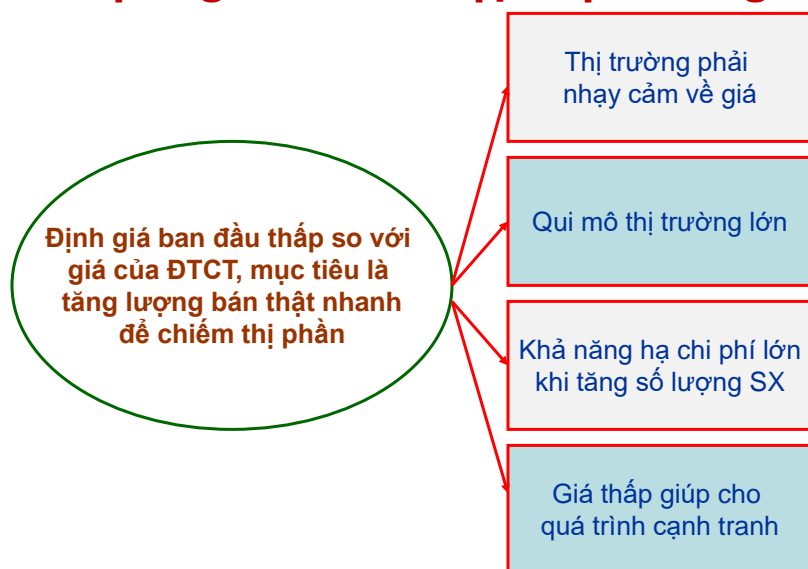 Thị trường phải
nhạy cảm về giá
Qui mô thị trường lớn
Định giá ban đầu thấp so với
giá của ĐTCT, mục tiêu là
tăng lượng bán thật nhanh
để chiếm thị phần
Khả năng hạ chi phí lớn
khi tăng số lượng SX
Giá thấp giúp cho
quá trình cạnh tranh